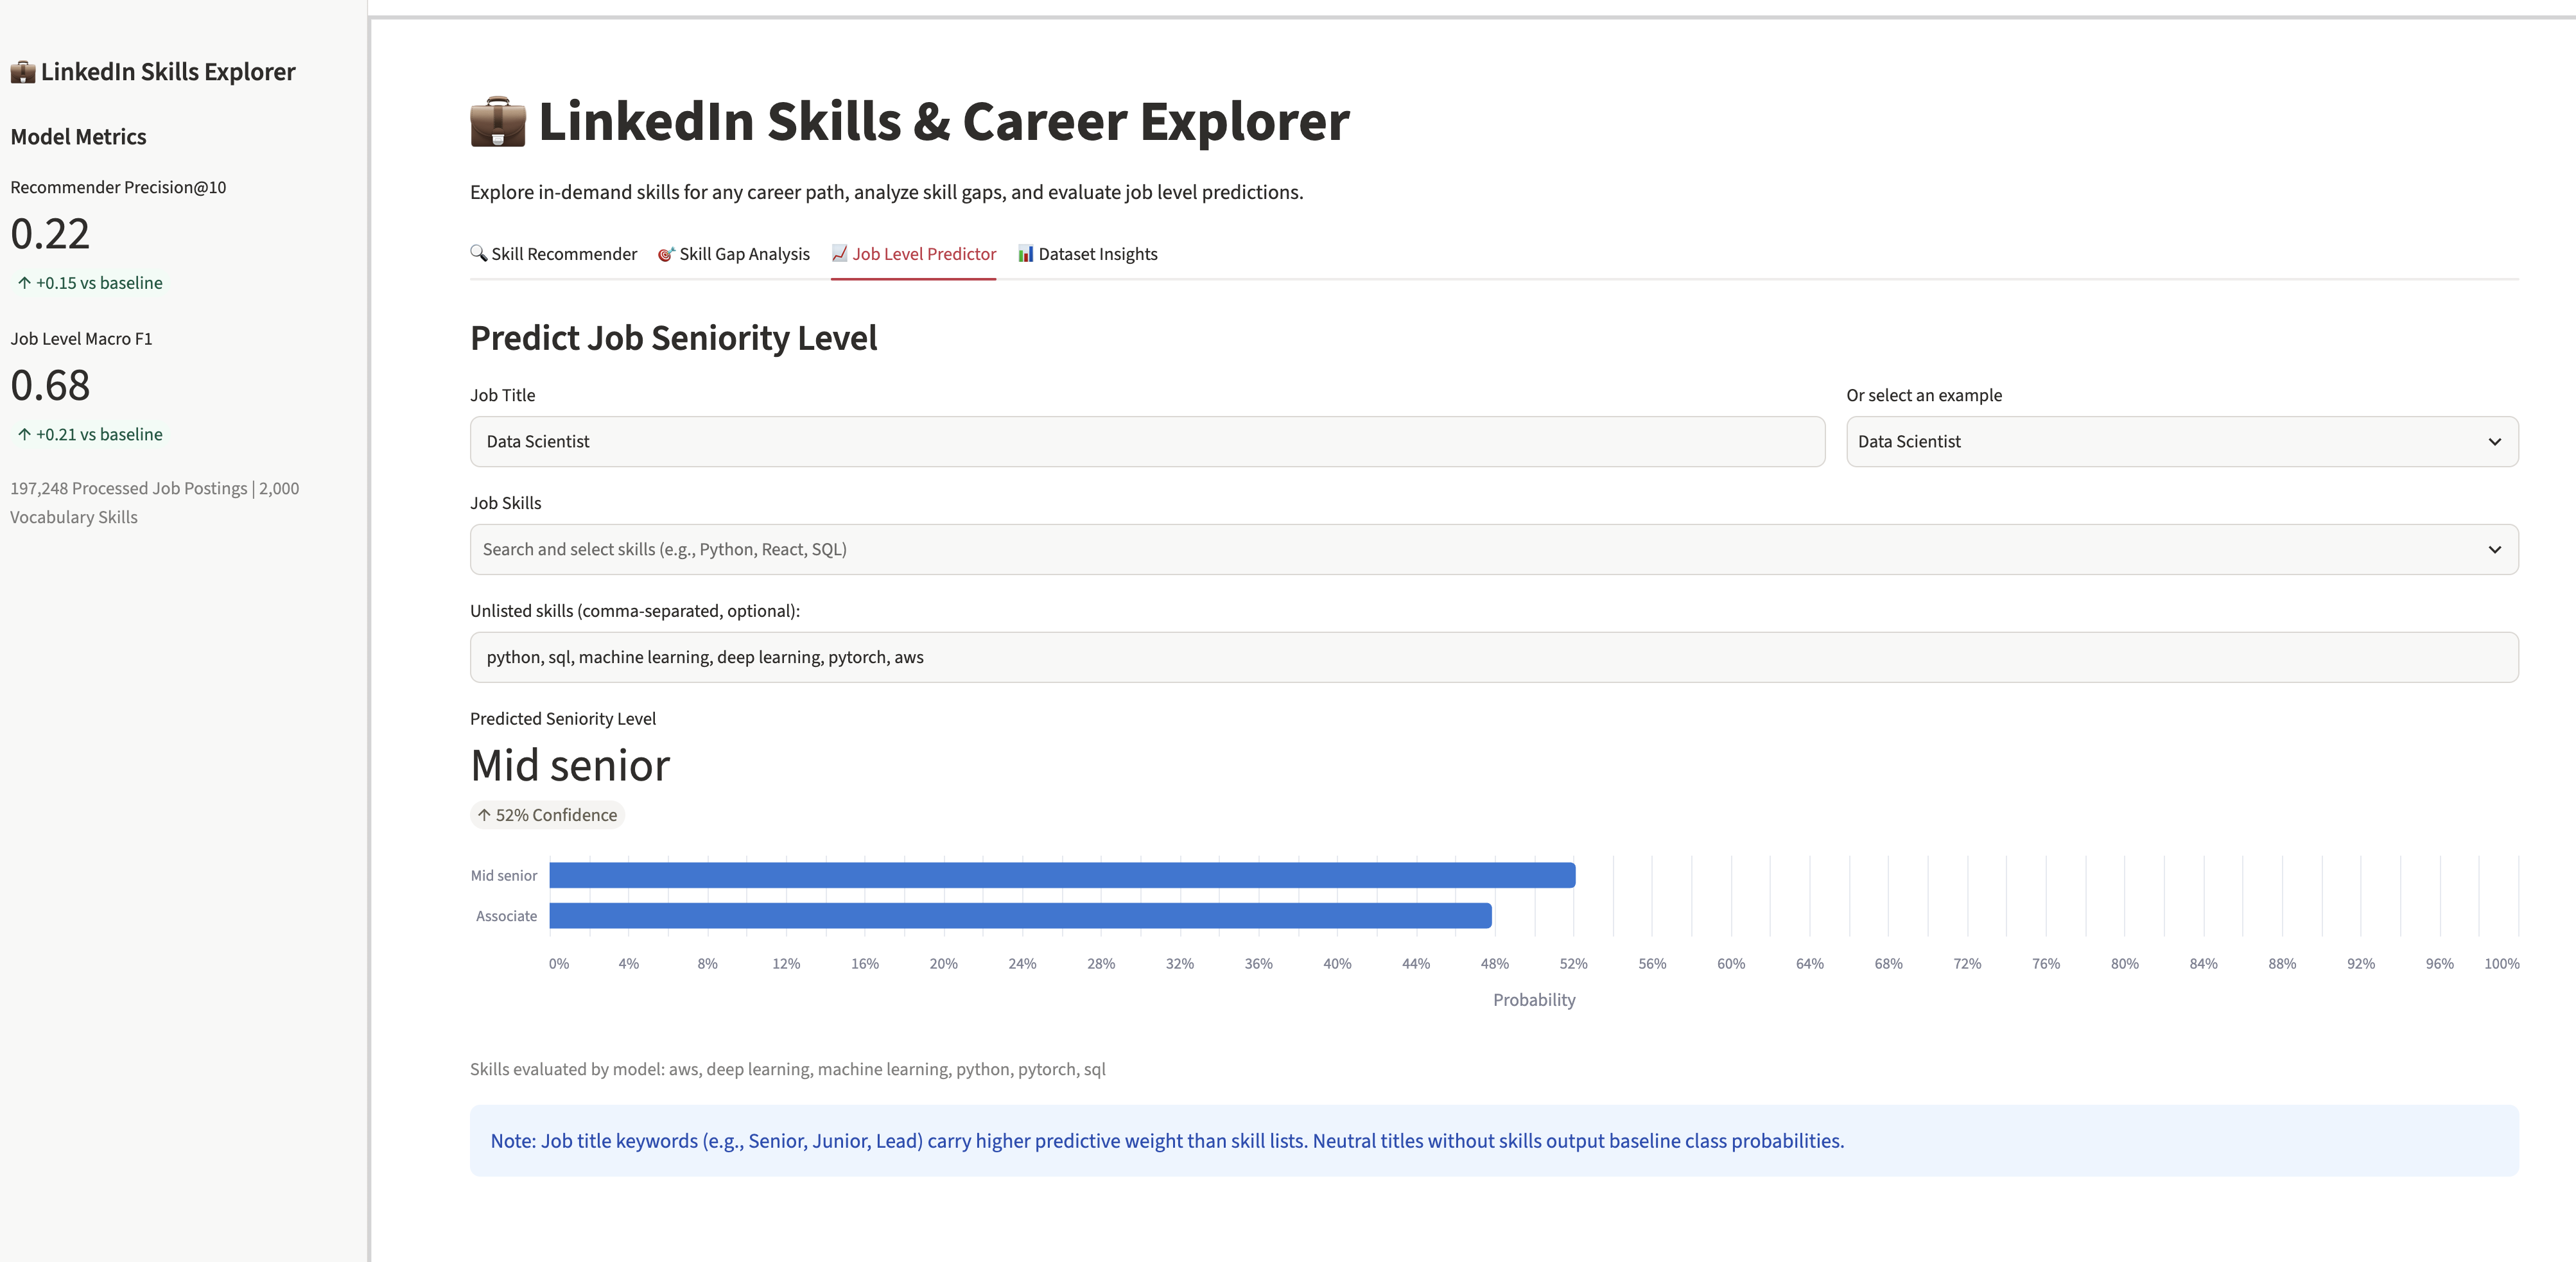 LinkedIn Skills Explorer
Model Metrics
Recommender Precision@10
0.22
↑ +0.15 vs baseline
Job Level Macro F1
0.68
↑ +0.21 vs baseline
197,248 Processed Job Postings | 2,000
Vocabulary Skills
LinkedIn Skills & Career Explorer
Explore in-demand skills for any career path, analyze skill gaps, and evaluate job level predictions.
Skill Recommender Skill Gap Analysis Job Level Predictor Dataset Insights
Predict Job Seniority Level
Job Title Or select an example
Data Scientist Data Scientist
Job Skills
Search and select skills (e.g., Python, React, SQL)
Unlisted skills (comma-separated, optional):
python, sql, machine learning, deep learning, pytorch, aws
Predicted Seniority Level
Mid senior
↑ 52% Confidence
Mid senior
Associate
0% 4% 8% 12% 16% 20% 24% 28% 32% 36% 40% 44% 48% 52% 56% 60% 64% 68% 72% 76% 80% 84% 88% 92% 96% 100%
Probability
Skills evaluated by model: aws, deep learning, machine learning, python, pytorch, sql
Note: Job title keywords (e.g., Senior, Junior, Lead) carry higher predictive weight than skill lists. Neutral titles without skills output baseline class probabilities.